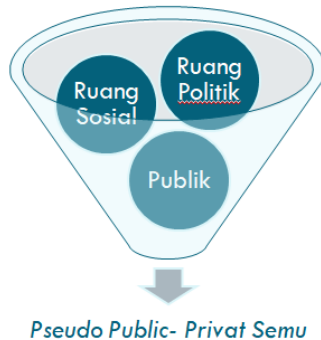 Ruang
Sosial
Ruang
Politik
Publik
Pseudo Public- Privat Semu